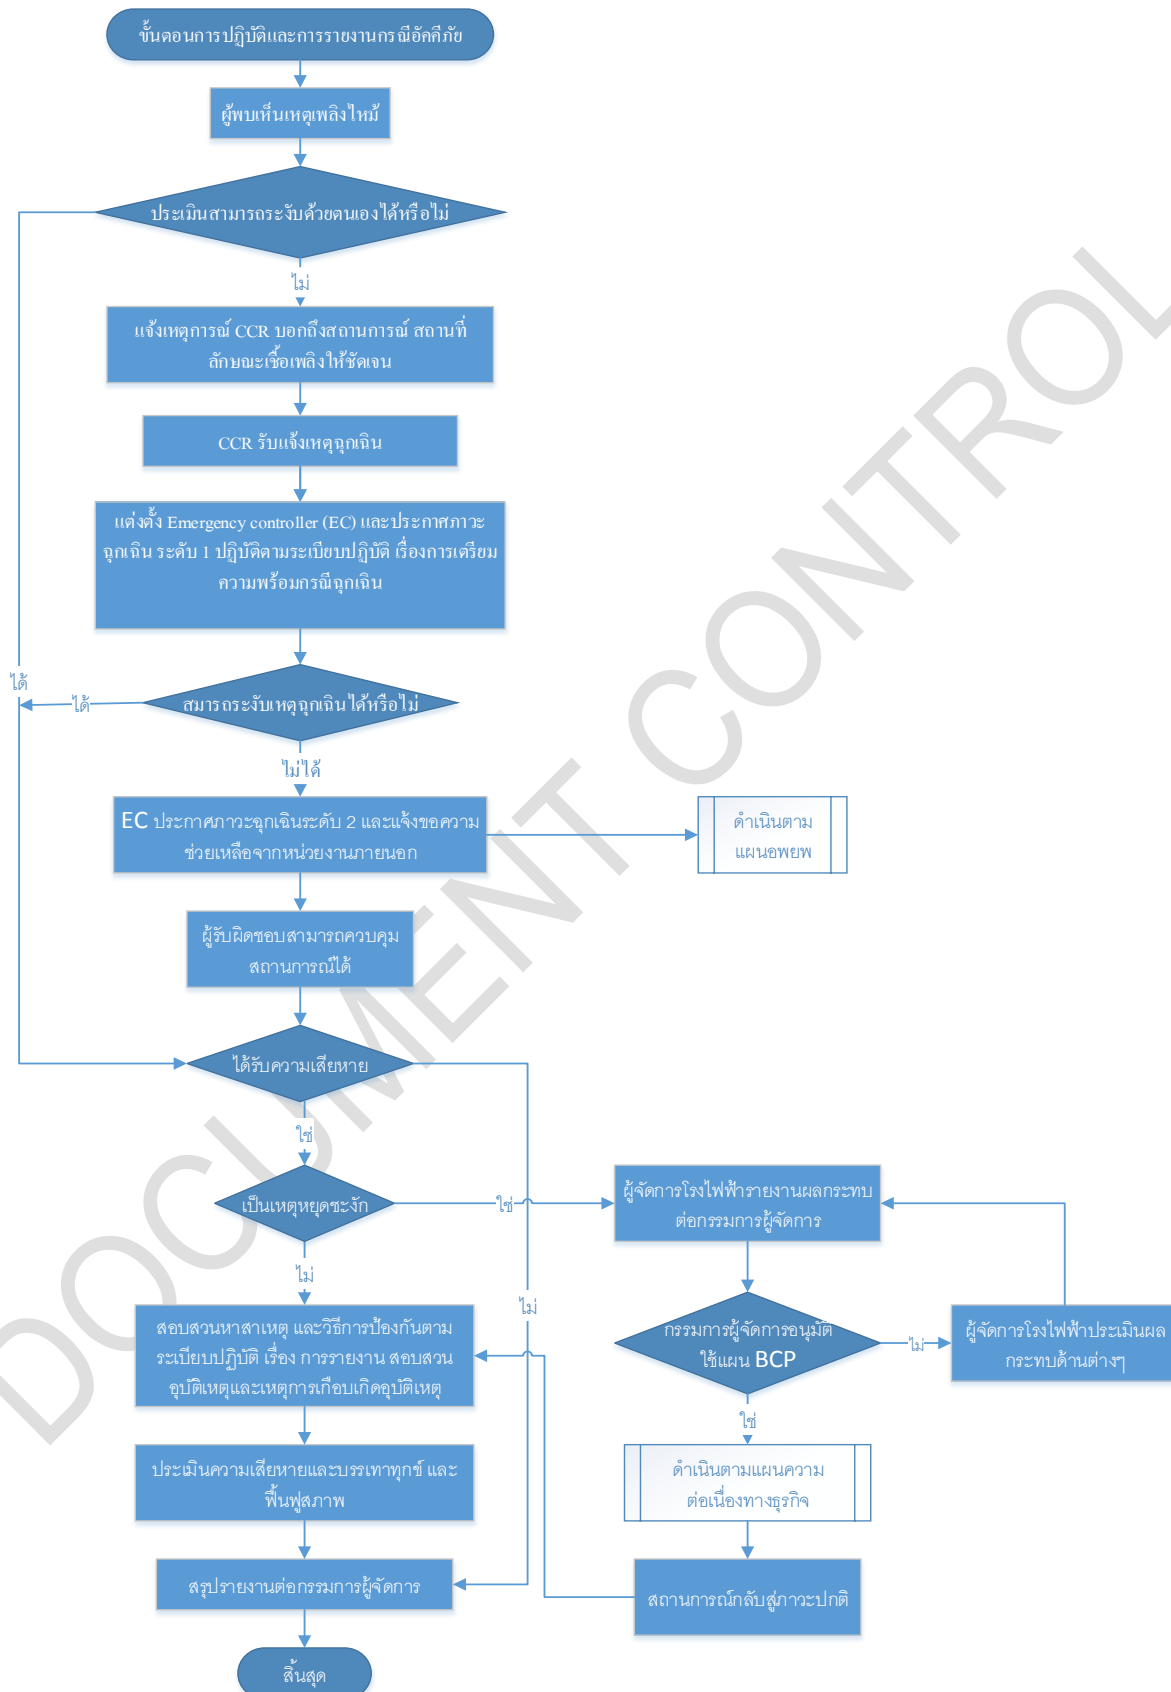 ขั้นตอนการปฏิบัติและการรายงานกรณีอัคคีภัย
ผู้พบเห็นเหตุเพลิงไหม้
ประเมินสามารถระงับด้วยตนเองได้หรือไม่
ไม่
แจ้งเหตุการณ์ CCR บอกถึงสถานการณ์ สถานที่
ลักษณะเชื้อเพลิงให้ชัดเจน
CCR รับแจ้งเหตุฉุกเฉิน
แต่งตั้ง Emergency controller (EC) และประกาศภาวะ
ฉุกเฉิน ระดับ 1 ปฏิบัติตามระเบียบปฏิบัติ เรื่องการเตรียม
ความพร้อมกรณีฉุกเฉิน
ได้
ได้
สมารถระงับเหตุฉุกเฉินได้หรือไม่
ไม่ได้
EC ประกาศภาวะฉุกเฉินระดับ 2 และแจ้งขอความ
ช่วยเหลือจากหน่วยงานภายนอก
ดำเนินตาม
แผนอพยพ
ผู้รับผิดชอบสามารถควบคุม
สถานการณ์ได้
ได้รับความเสียหาย
ใช่
เป็นเหตุหยุดชะงัก
ใช่
ผู้จัดการโรงไฟฟ้ารายงานผลกระทบ
ต่อกรรมการผู้จัดการ
ไม่
ไม่
สอบสวนหาสาเหตุ และวิธีการป้องกันตาม
ระเบียบปฏิบัติ เรื่อง การรายงาน สอบสวน
อุบัติเหตุและเหตุการเกือบเกิดอุบัติเหตุ
กรรมการผู้จัดการอนุมัติ
ใช้แผน BCP
ไม่
ผู้จัดการโรงไฟฟ้าประเมินผล
กระทบด้านต่างๆ
ใช่
ประเมินความเสียหายและบรรเทาทุกข์ และ
ฟื้นฟูสภาพ
ดำเนินตามแผนความ
ต่อเนื่องทางธุรกิจ
สรุปรายงานต่อกรรมการผู้จัดการ
สถานการณ์กลับสู่ภาวะปกติ
สิ้นสุด
DOCUMENT CONTROL